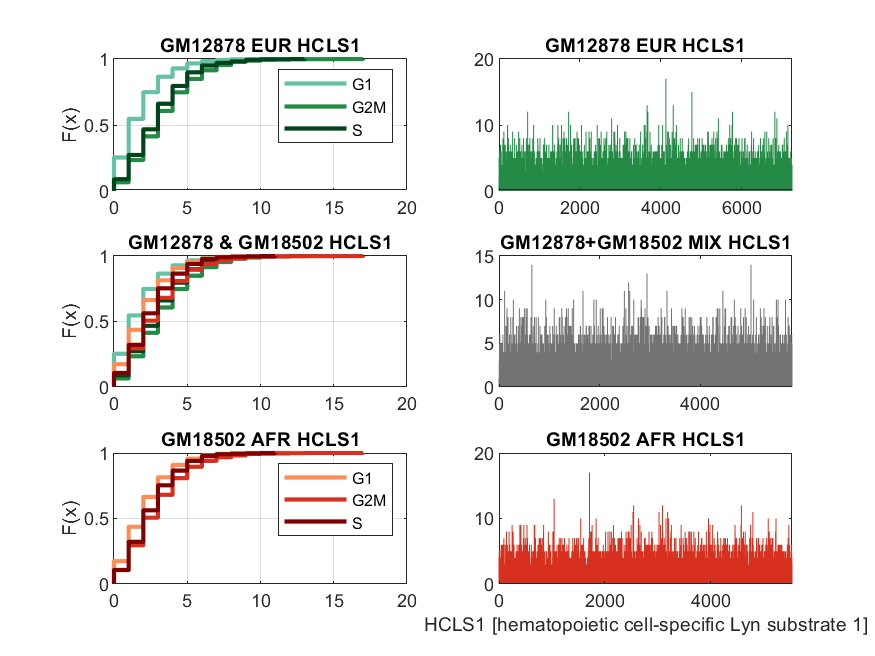 GM12878 EUR HCLS1
1
0.5
0
F(x)
0 5 10 15 20
G1
G2M
S
GM12878 EUR HCLS1
20
10
0
0 2000 4000 6000
GM12878 & GM18502 HCLS1
1
0.5
0
F(x)
0 5 10 15 20
GM12878+GM18502 MIX HCLS1
15
10
5
0
0 2000 4000
GM18502 AFR HCLS1
1
0.5
0
F(x)
0 5 10 15 20
G1
G2M
S
GM18502 AFR HCLS1
20
10
0
0 2000 4000
HCLS1 [hematopoietic cell-specific Lyn substrate 1]